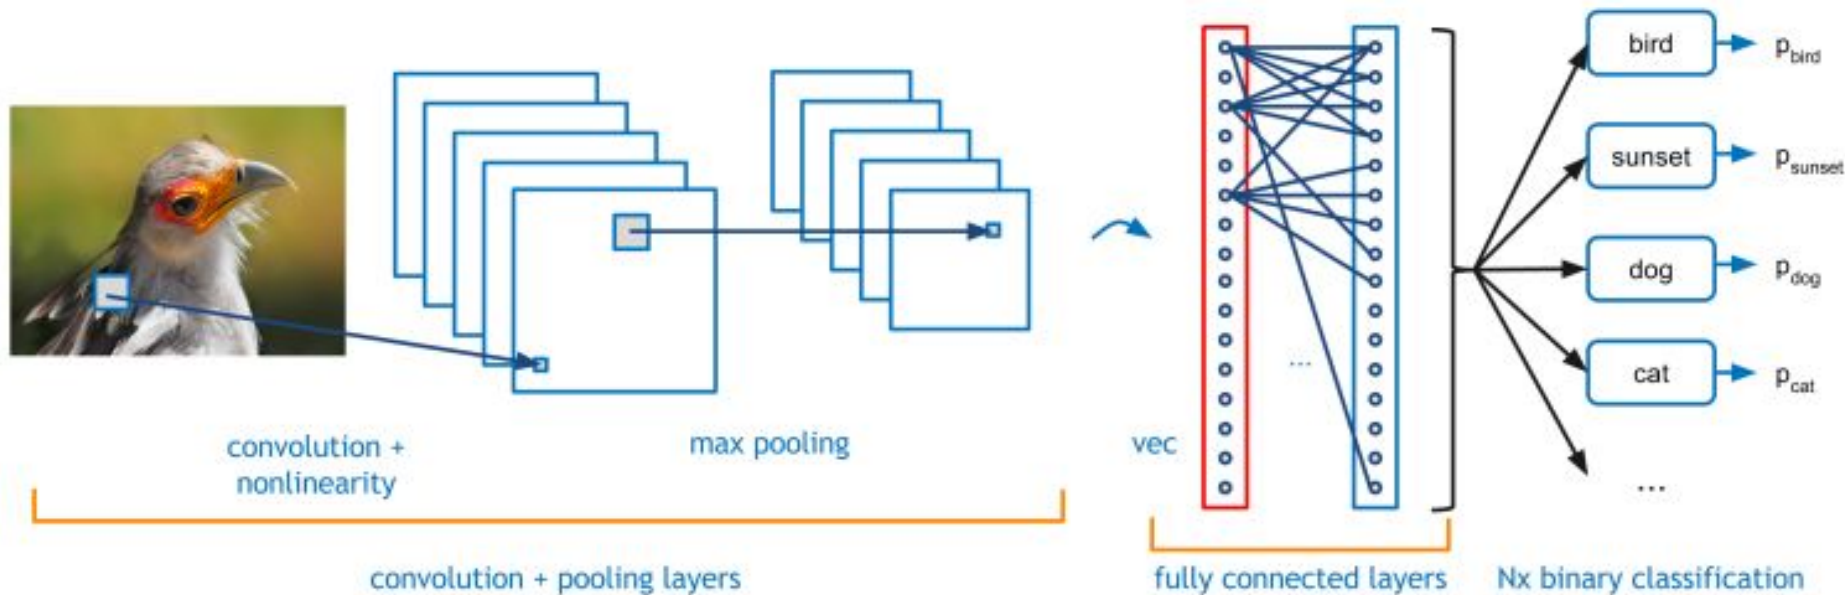 convolution +
nonlinearity
max pooling
vec
convolution + pooling layers
fully connected layers
Nx binary classification
...
bird
p_bird
sunset
p_sunset
dog
p_dog
cat
p_cat
...